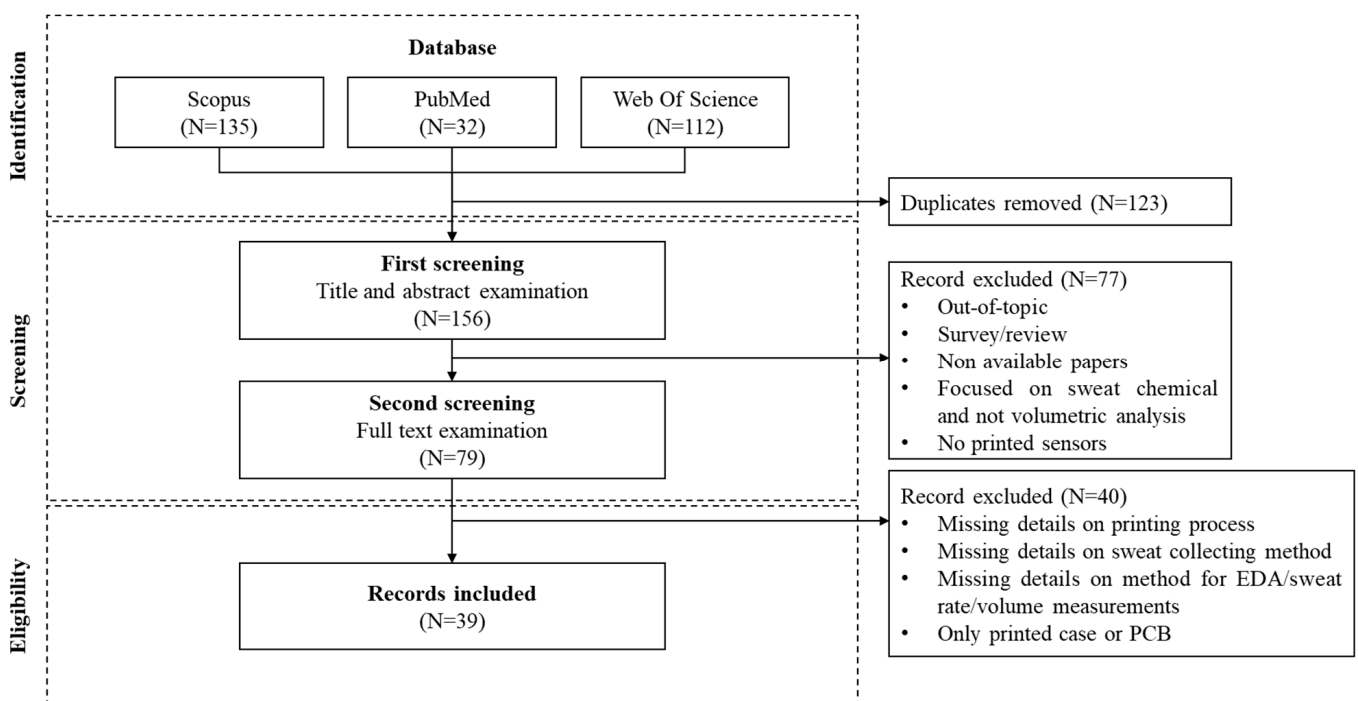 Identification
Database
Scopus
(N=135)
PubMed
(N=32)
Web Of Science
(N=112)
Duplicates removed (N=123)
Screening
First screening
Title and abstract examination
(N=156)
Record excluded (N=77)
• Out-of-topic
• Survey/review
• Non available papers
• Focused on sweat chemical
and not volumetric analysis
• No printed sensors
Second screening
Full text examination
(N=79)
Record excluded (N=40)
• Missing details on printing process
• Missing details on sweat collecting method
• Missing details on method for EDA/sweat
rate/volume measurements
• Only printed case or PCB
Eligibility
Records included
(N=39)